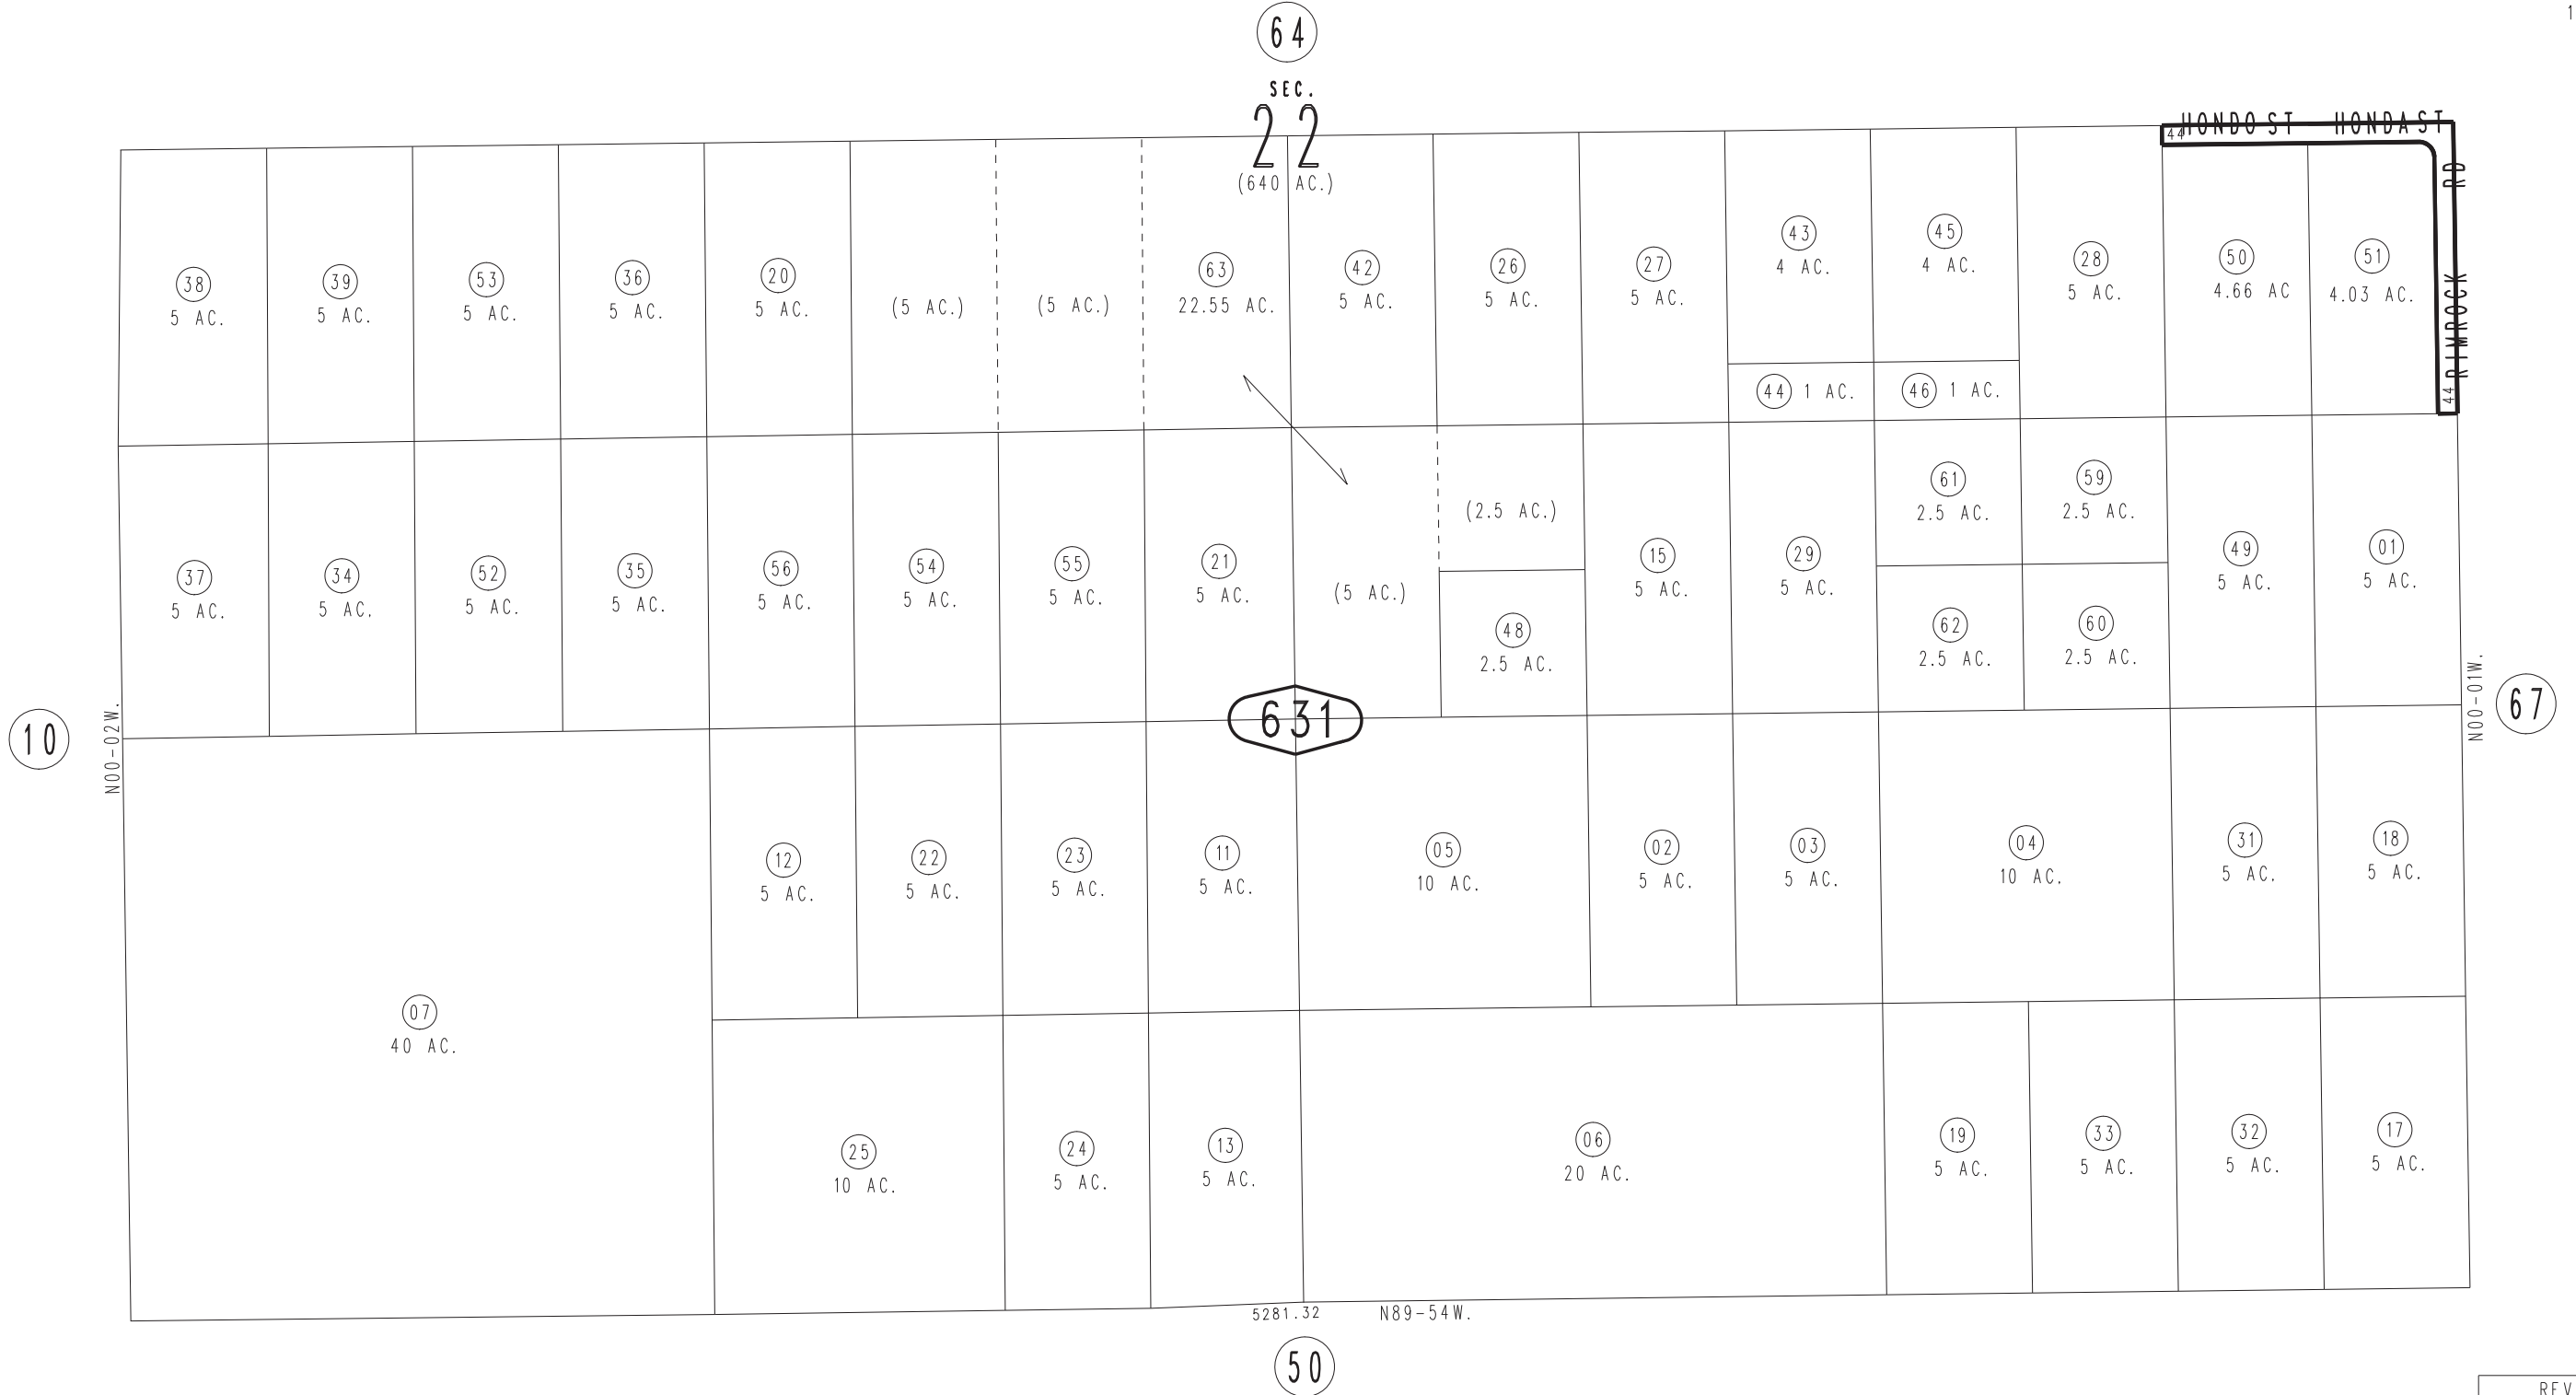 1
64
SEC.
22
(640 AC.)
44 HONDO ST HONDA ST
RIMROCK RD
44
38
5 AC.
39
5 AC.
53
5 AC.
36
5 AC.
20
5 AC.
(5 AC.)
(5 AC.)
63
22.55 AC.
42
5 AC.
26
5 AC.
27
5 AC.
43
4 AC.
45
4 AC.
28
5 AC.
50
4.66 AC
51
4.03 AC.
44 1 AC.
46 1 AC.
37
5 AC.
34
5 AC.
52
5 AC.
35
5 AC.
56
5 AC.
54
5 AC.
55
5 AC.
21
5 AC.
(5 AC.)
(2.5 AC.)
48
2.5 AC.
15
5 AC.
29
5 AC.
61
2.5 AC.
59
2.5 AC.
62
2.5 AC.
60
2.5 AC.
49
5 AC.
01
5 AC.
10
N00-02W.
631
N00-01W.
67
07
40 AC.
12
5 AC.
22
5 AC.
23
5 AC.
11
5 AC.
05
10 AC.
02
5 AC.
03
5 AC.
04
10 AC.
31
5 AC.
18
5 AC.
25
10 AC.
24
5 AC.
13
5 AC.
06
20 AC.
19
5 AC.
33
5 AC.
32
5 AC.
17
5 AC.
5281.32 N89-54W.
50
REV